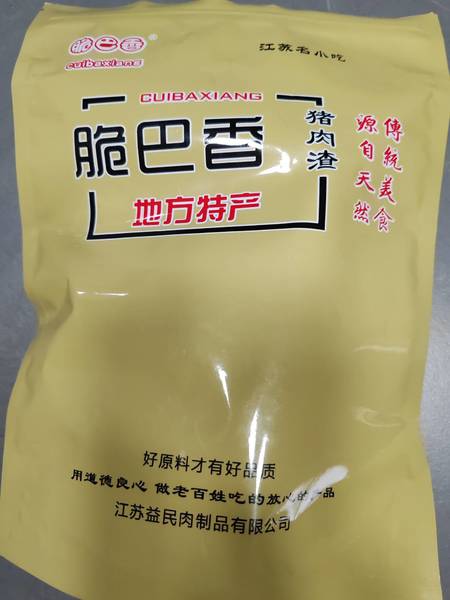 脆巴香®
cuibaxiang
江苏名小吃
CUIBAXIANG
脆巴香
猪肉渣
地方特产
傳統美食
源自天然
好原料才有好品质
用道德良心 做老百姓吃的放心的 品
江苏益民肉制品有限公司